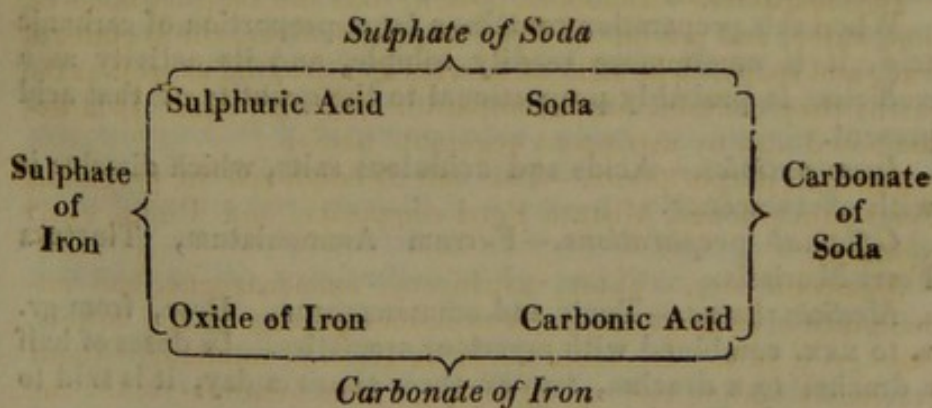 Sulphate of Soda
Sulphuric Acid Soda
Sulphate
of
Iron
Carbonate
of
Soda
Oxide of Iron Carbonic Acid
Carbonate of Iron